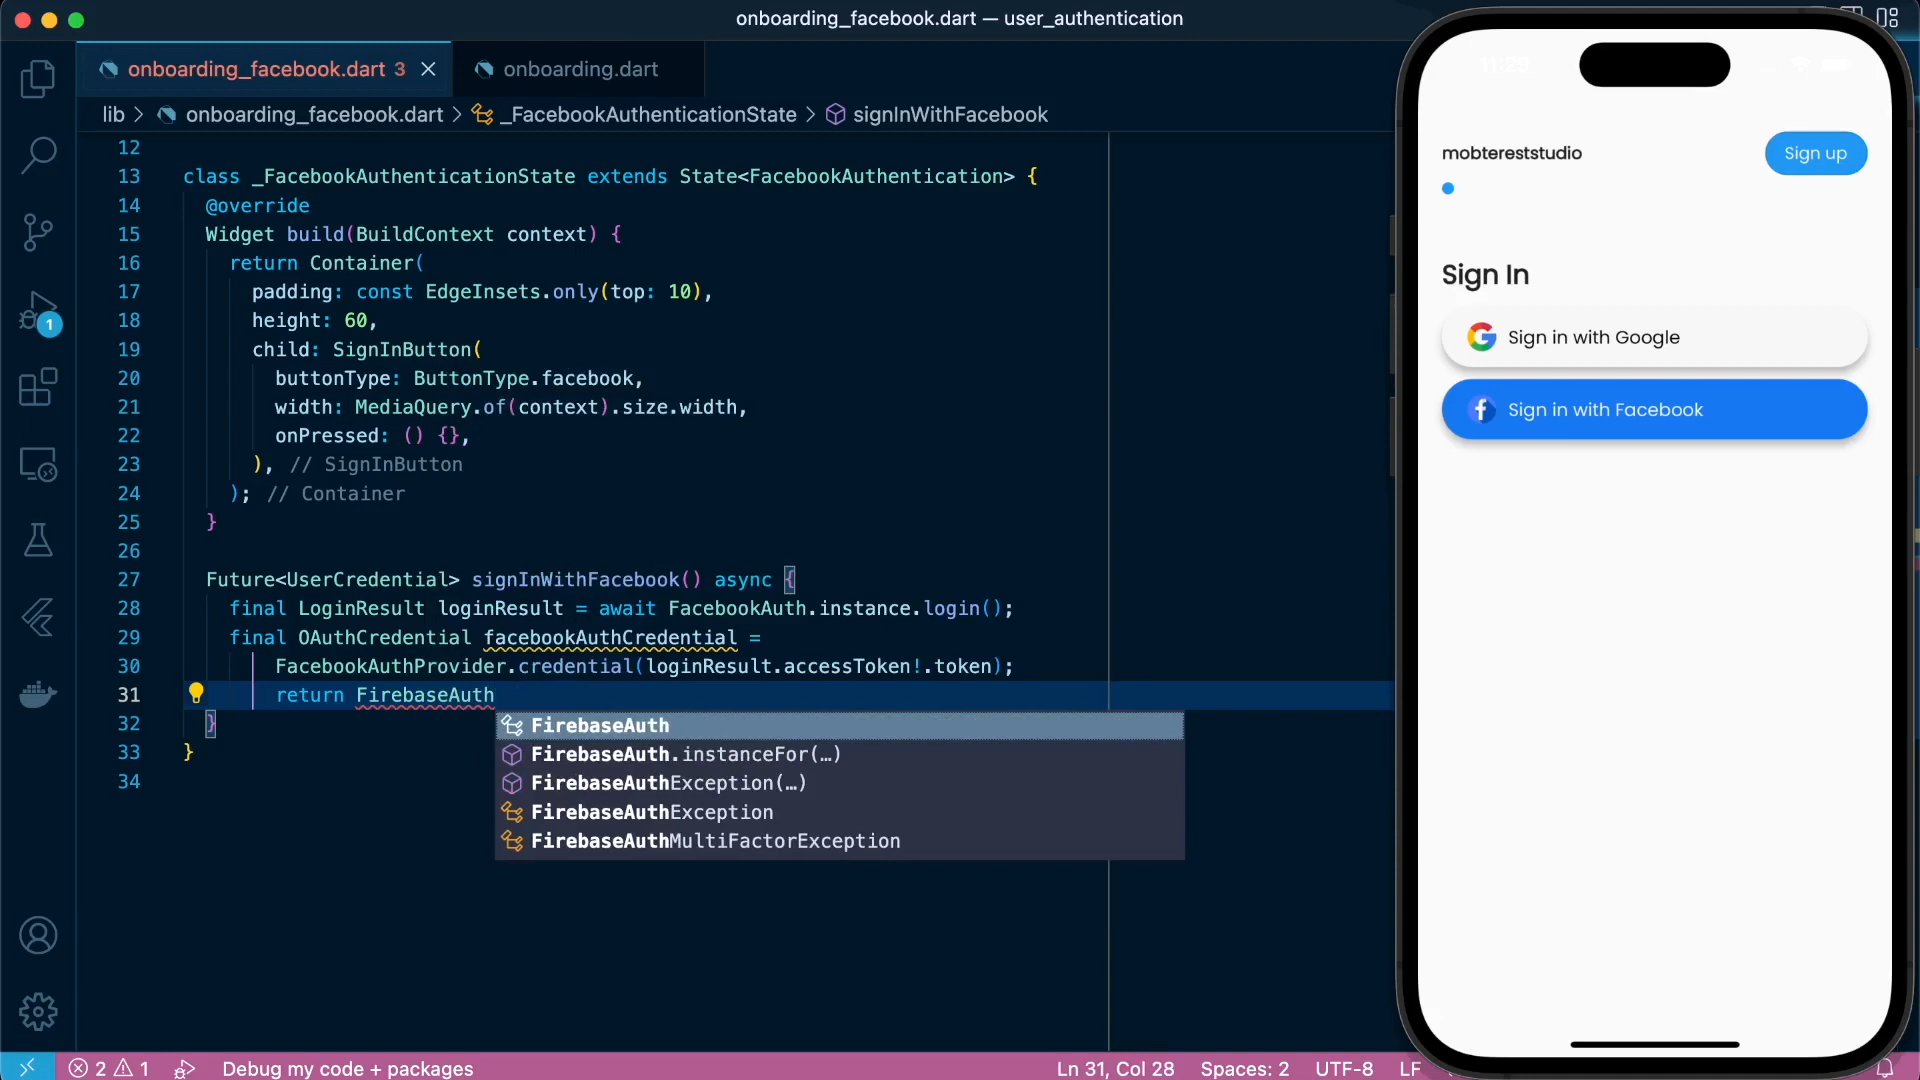 onboarding_facebook.dart — user_authentication
onboarding_facebook.dart 3
onboarding.dart
lib > onboarding_facebook.dart > _FacebookAuthenticationState > signInWithFacebook
12
13 class _FacebookAuthenticationState extends State<FacebookAuthentication> {
14 @override
15 Widget build(BuildContext context) {
16 return Container(
17 padding: const EdgeInsets.only(top: 10),
18 height: 60,
19 child: SignInButton(
20 buttonType: ButtonType.facebook,
21 width: MediaQuery.of(context).size.width,
22 onPressed: () {},
23 ), // SignInButton
24 ); // Container
25 }
26
27 Future<UserCredential> signInWithFacebook() async {
28 final LoginResult loginResult = await FacebookAuth.instance.login();
29 final OAuthCredential facebookAuthCredential =
30 FacebookAuthProvider.credential(loginResult.accessToken!.token);
31 return FirebaseAuth
32 }
33 }
34
FirebaseAuth
FirebaseAuth.instanceFor(…)
FirebaseAuthException(…)
FirebaseAuthException
FirebaseAuthMultiFactorException
1
2 1 Debug my code + packages
Ln 31, Col 28 Spaces: 2 UTF-8 LF
mobtereststudio
Sign up
Sign In
Sign in with Google
Sign in with Facebook